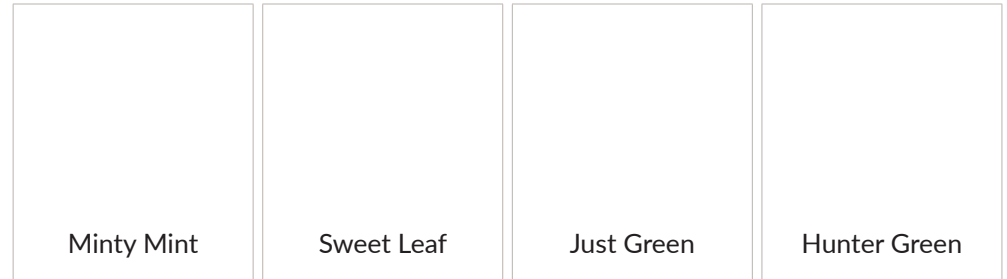 Minty Mint
Sweet Leaf
Just Green
Hunter Green